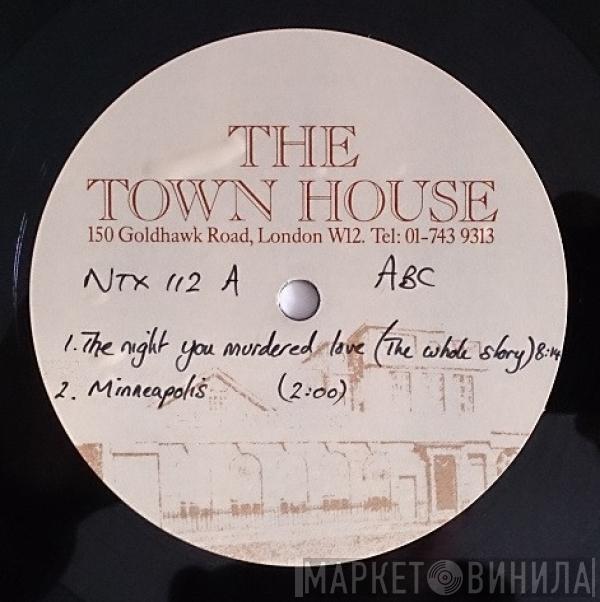 THE
TOWN HOUSE
150 Goldhawk Road, London W12. Tel: 01-743 9313
NTX 112 A ABC
1. The night you murdered love (The whole story) 8:14
2. Minneapolis (2:00)
МАРКЕТ ВИНИЛА